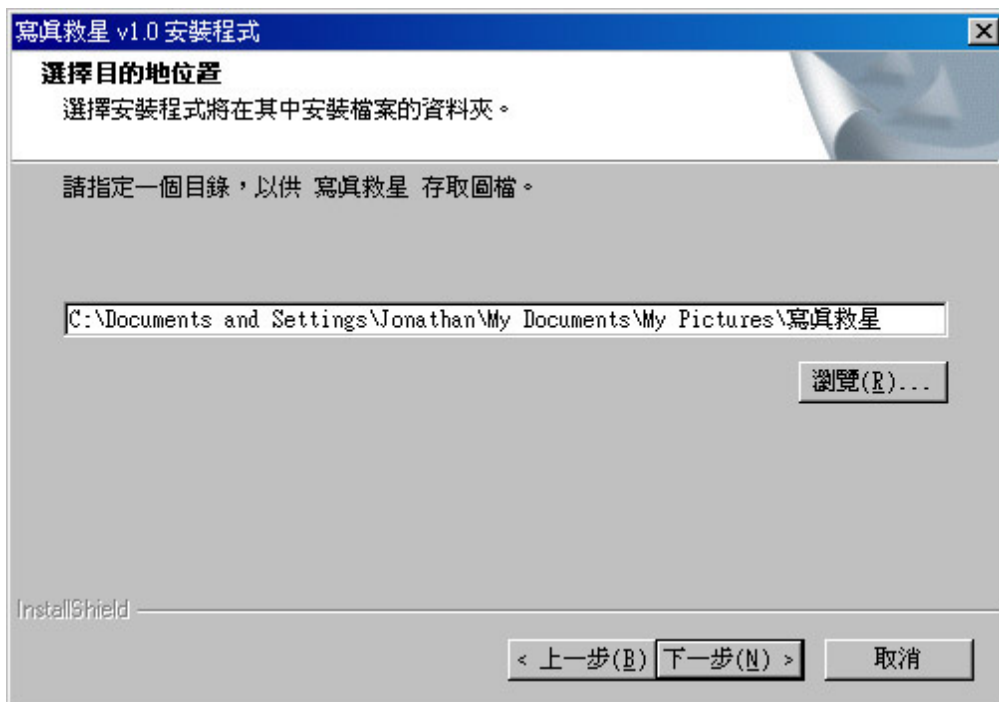 寫眞救星 v1.0 安裝程式
選擇目的地位置
選擇安裝程式將在其中安裝檔案的資料夾。
請指定一個目錄，以供 寫眞救星 存取圖檔。
C:\Documents and Settings\Jonathan\My Documents\My Pictures\寫眞救星
瀏覽(R)...
InstallShield
< 上一步(B) 下一步(N) > 取消